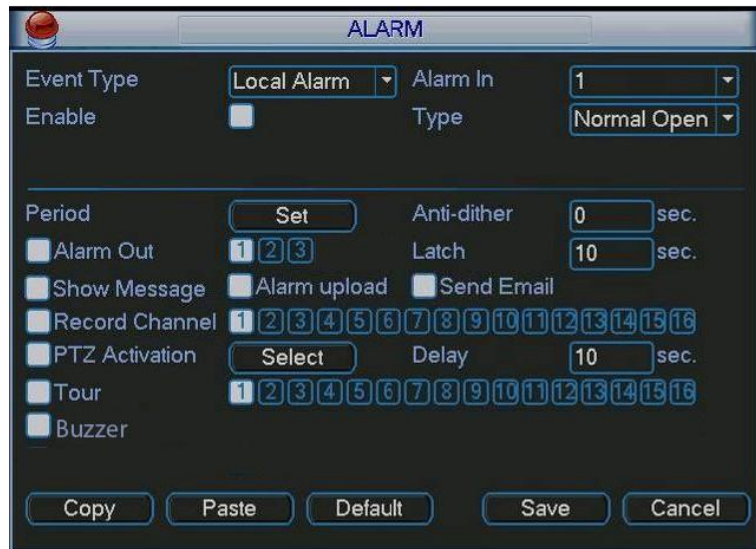 ALARM
Event Type Local Alarm Alarm In 1
Enable Type Normal Open
Period Set Anti-dither 0 sec.
Alarm Out 1 2 3 Latch 10 sec.
Show Message Alarm upload Send Email
Record Channel 1 2 3 4 5 6 7 8 9 10 11 12 13 14 15 16
PTZ Activation Select Delay 10 sec.
Tour 1 2 3 4 5 6 7 8 9 10 11 12 13 14 15 16
Buzzer
Copy Paste Default Save Cancel